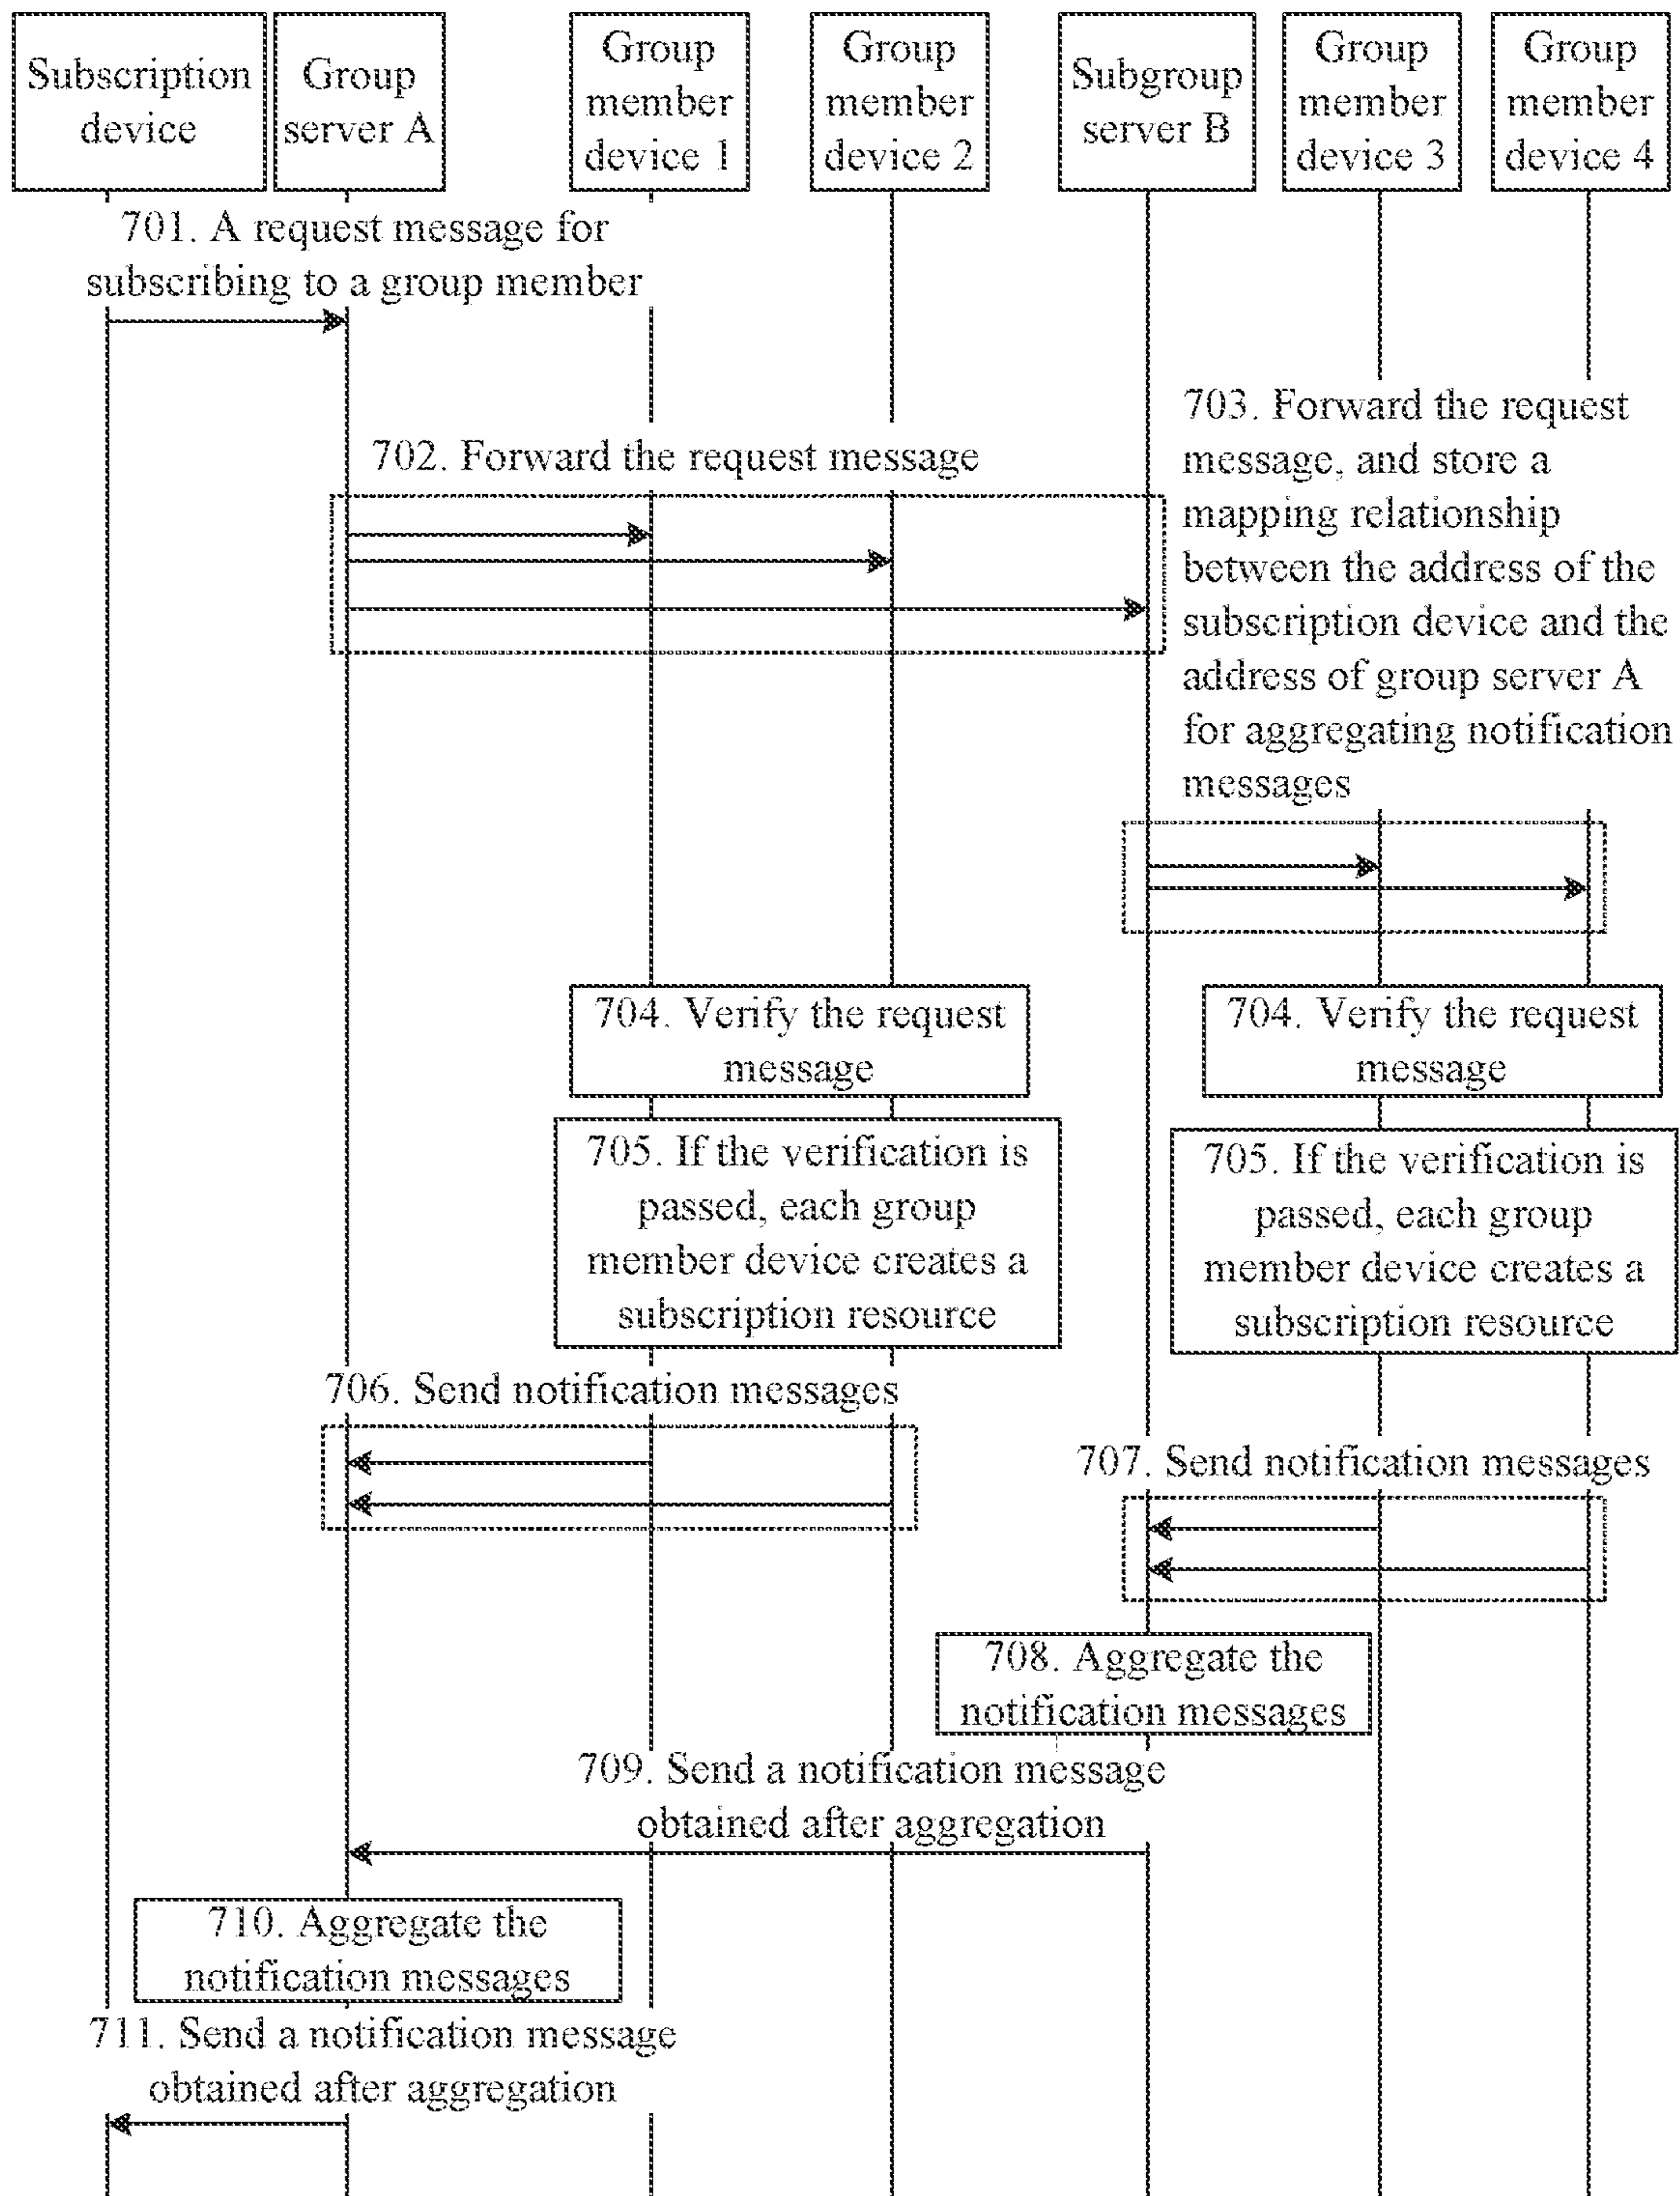 Subscription
device
Group
server A
Group
member
device 1
Group
member
device 2
Subgroup
server B
Group
member
device 3
Group
member
device 4
701. A request message for
subscribing to a group member
702. Forward the request message
703. Forward the request
message, and store a
mapping relationship
between the address of the
subscription device and the
address of group server A
for aggregating notification
messages
704. Verify the request
message
704. Verify the request
message
705. If the verification is
passed, each group
member device creates a
subscription resource
705. If the verification is
passed, each group
member device creates a
subscription resource
706. Send notification messages
707. Send notification messages
708. Aggregate the
notification messages
709. Send a notification message
obtained after aggregation
710. Aggregate the
notification messages
711. Send a notification message
obtained after aggregation